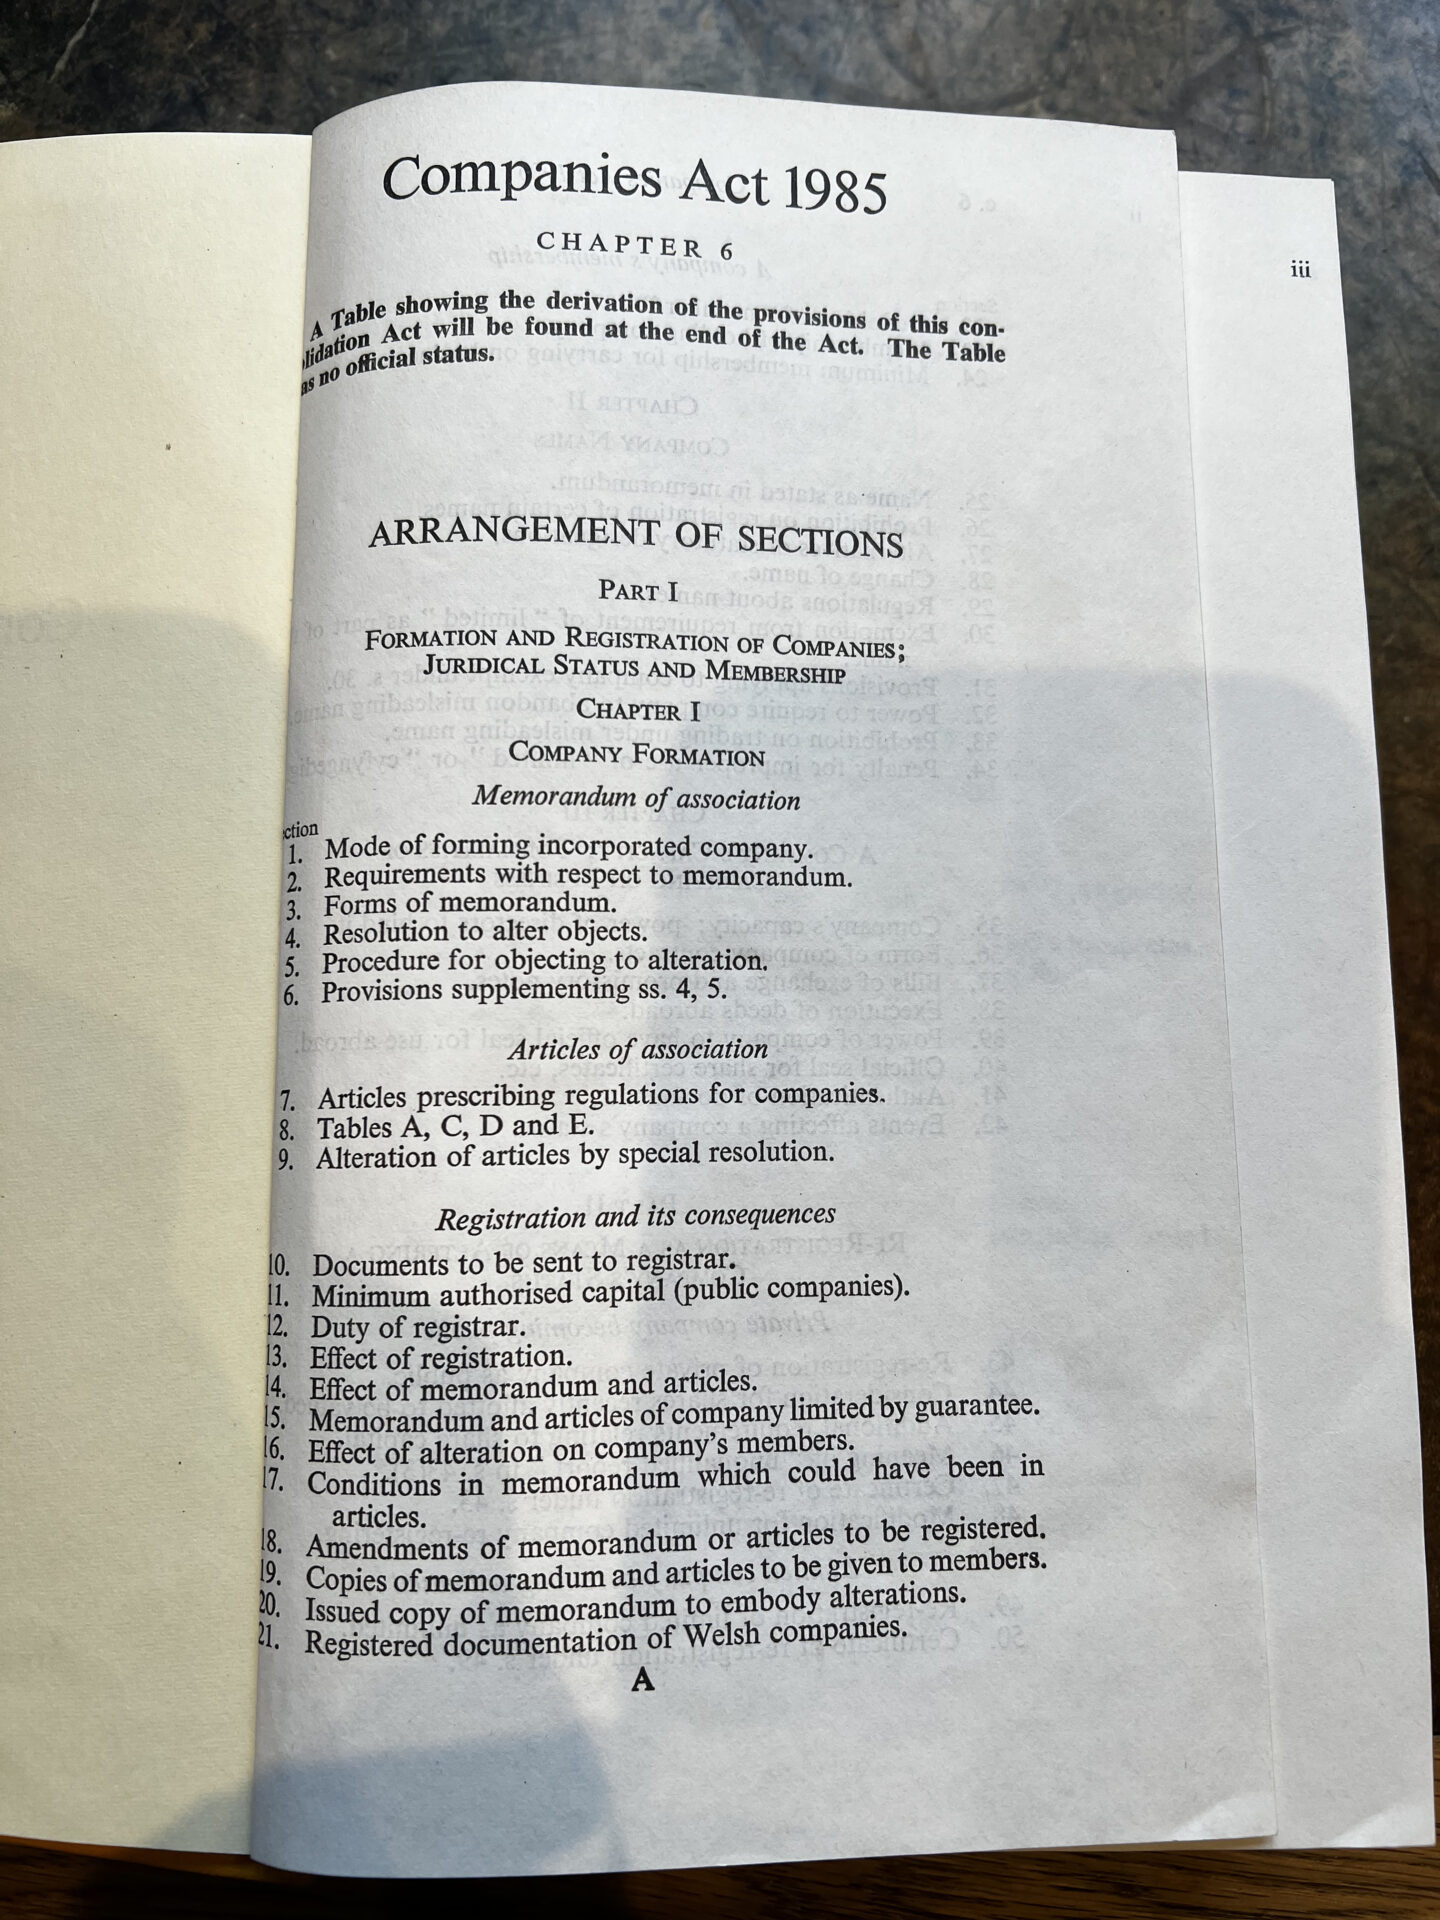 Companies Act 1985
CHAPTER 6
A Table showing the derivation of the provisions of this con-
lidation Act will be found at the end of the Act. The Table
as no official status.
iii
ARRANGEMENT OF SECTIONS
PART I
FORMATION AND REGISTRATION OF COMPANIES;
JURIDICAL STATUS AND MEMBERSHIP
CHAPTER I
COMPANY FORMATION
Memorandum of association
ction
1. Mode of forming incorporated company.
2. Requirements with respect to memorandum.
3. Forms of memorandum.
4. Resolution to alter objects.
5. Procedure for objecting to alteration.
6. Provisions supplementing ss. 4, 5.
Articles of association
7. Articles prescribing regulations for companies.
8. Tables A, C, D and E.
9. Alteration of articles by special resolution.
Registration and its consequences
10. Documents to be sent to registrar.
11. Minimum authorised capital (public companies).
12. Duty of registrar.
13. Effect of registration.
14. Effect of memorandum and articles.
15. Memorandum and articles of company limited by guarantee.
16. Effect of alteration on company's members.
17. Conditions in memorandum which could have been in
articles.
18. Amendments of memorandum or articles to be registered.
19. Copies of memorandum and articles to be given to members.
20. Issued copy of memorandum to embody alterations.
21. Registered documentation of Welsh companies.
A